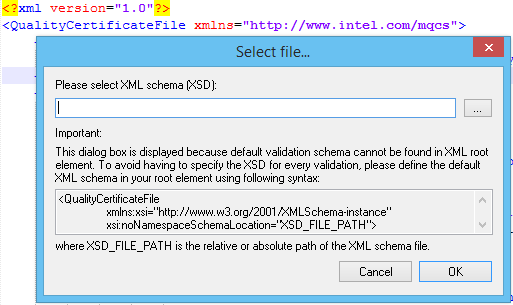 <?xml version="1.0"?>
<QualityCertificateFile xmlns="http://www.intel.com/mqcs">
Select file...
Please select XML schema (XSD):
...
Important:
This dialog box is displayed because default validation schema cannot be found in XML root
element. To avoid having to specify the XSD for every validation, please define the default
XML schema in your root element using following syntax:
<QualityCertificateFile
xmlns:xsi="http://www.w3.org/2001/XMLSchema-instance"
xsi:noNamespaceSchemaLocation="XSD_FILE_PATH">
where XSD_FILE_PATH is the relative or absolute path of the XML schema file.
Cancel OK